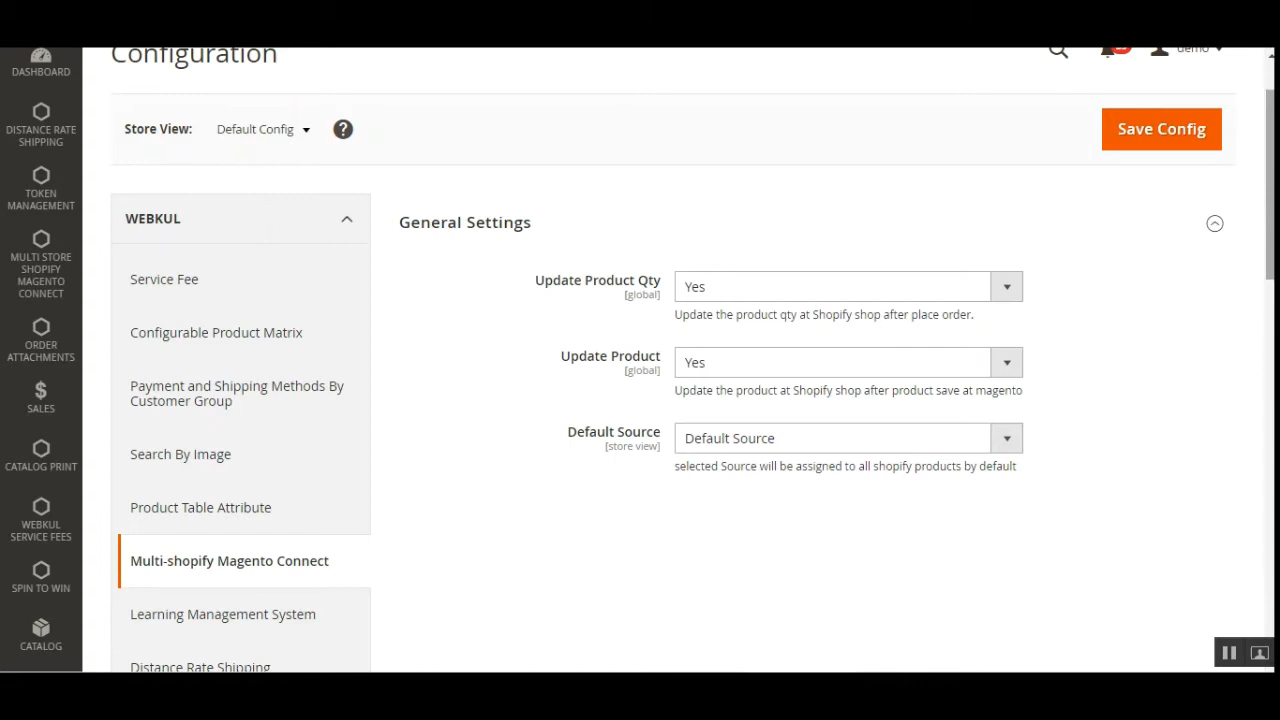 Configuration
demo
DASHBOARD
DISTANCE RATE
SHIPPING
TOKEN
MANAGEMENT
MULTI STORE
SHOPIFY
MAGENTO
CONNECT
ORDER
ATTACHMENTS
$
SALES
CATALOG PRINT
WEBKUL
SERVICE FEES
SPIN TO WIN
CATALOG
Store View: Default Config ?
Save Config
WEBKUL
Service Fee
Configurable Product Matrix
Payment and Shipping Methods By
Customer Group
Search By Image
Product Table Attribute
Multi-shopify Magento Connect
Learning Management System
Distance Rate Shipping
General Settings
Update Product Qty
[global]
Yes
Update the product qty at Shopify shop after place order.
Update Product
[global]
Yes
Update the product at Shopify shop after product save at magento
Default Source
[store view]
Default Source
selected Source will be assigned to all shopify products by default